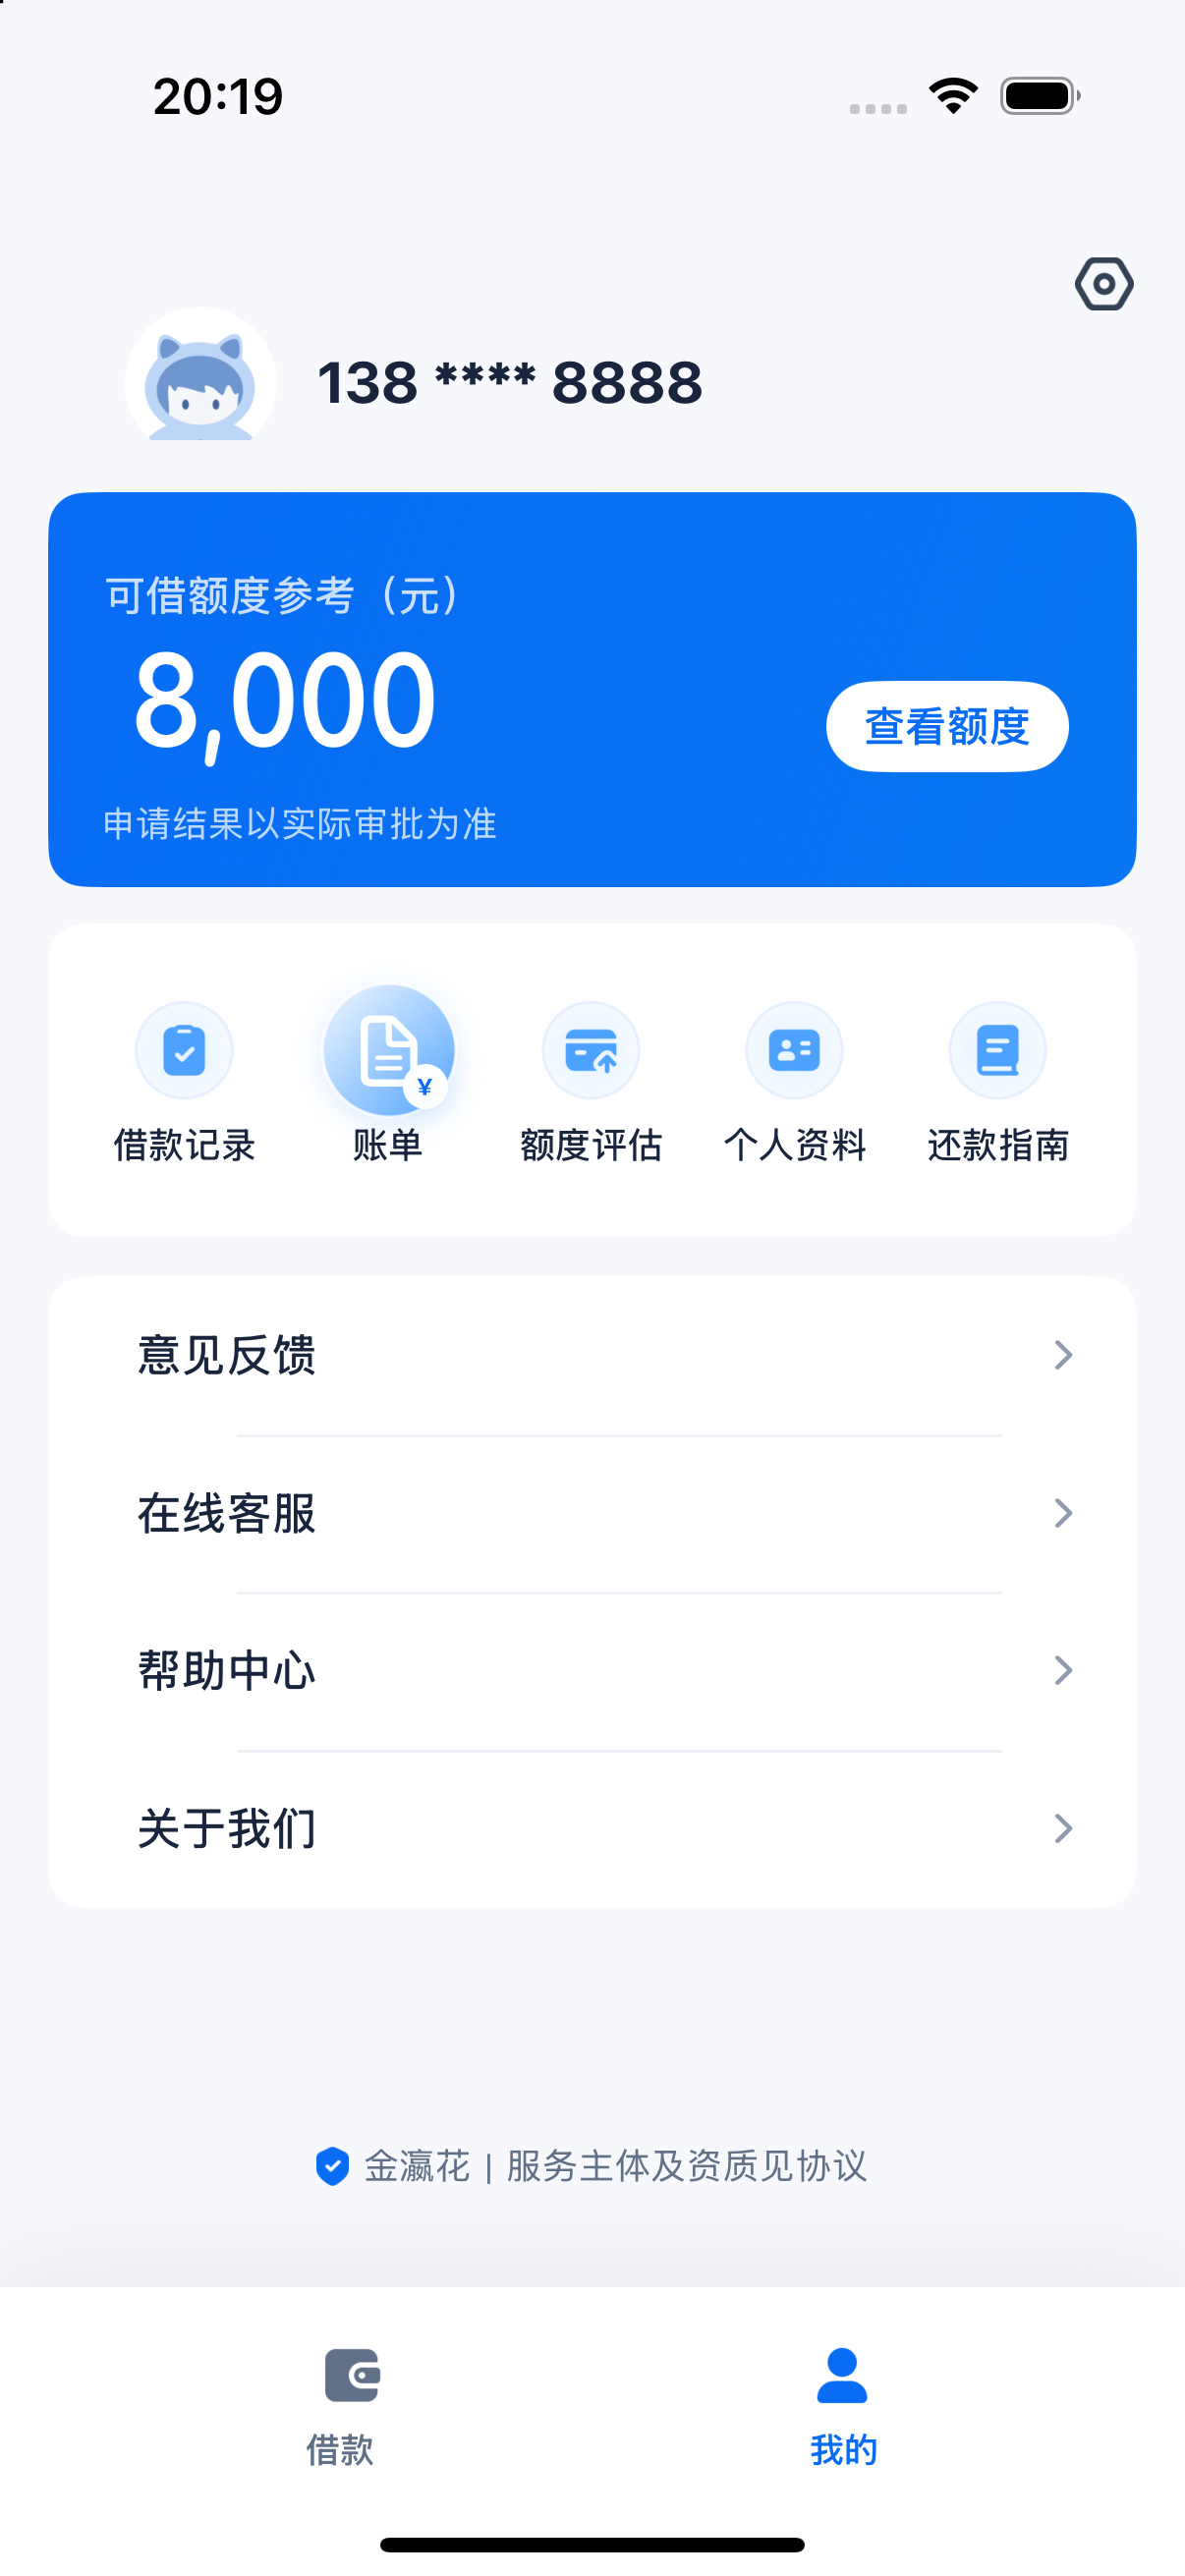 20:19
138 **** 8888
可借额度参考（元）
8,000
查看额度
申请结果以实际审批为准
¥
借款记录 账单 额度评估 个人资料 还款指南
意见反馈
在线客服
帮助中心
关于我们
金瀛花 | 服务主体及资质见协议
借款 我的